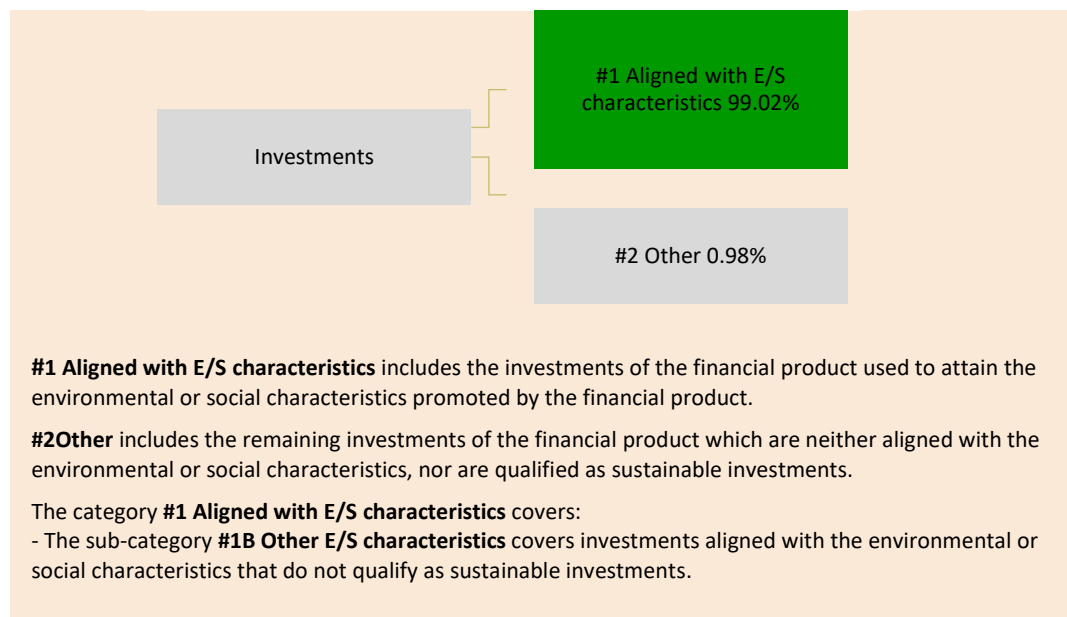 #1 Aligned with E/S
characteristics 99.02%
Investments
#2 Other 0.98%
#1 Aligned with E/S characteristics includes the investments of the financial product used to attain the
environmental or social characteristics promoted by the financial product.
#2Other includes the remaining investments of the financial product which are neither aligned with the
environmental or social characteristics, nor are qualified as sustainable investments.
The category #1 Aligned with E/S characteristics covers:
- The sub-category #1B Other E/S characteristics covers investments aligned with the environmental or
social characteristics that do not qualify as sustainable investments.